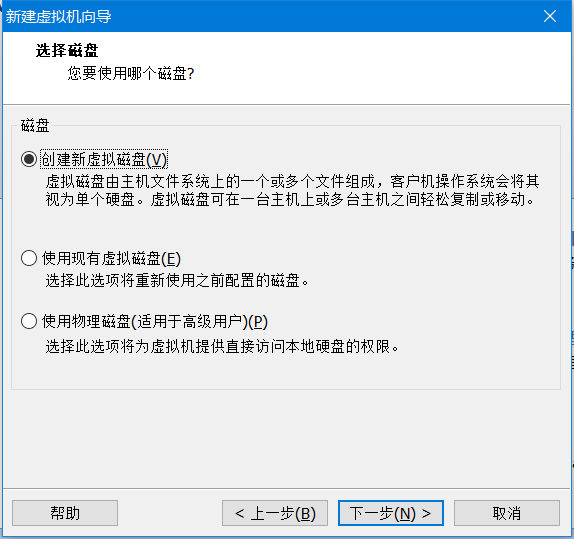 新建虚拟机向导
选择磁盘
您要使用哪个磁盘?
磁盘
创建新虚拟磁盘(V)
虚拟磁盘由主机文件系统上的一个或多个文件组成，客户机操作系统会将其
视为单个硬盘。虚拟磁盘可在一台主机上或多台主机之间轻松复制或移动。
使用现有虚拟磁盘(E)
选择此选项将重新使用之前配置的磁盘。
使用物理磁盘(适用于高级用户)(P)
选择此选项将为虚拟机提供直接访问本地硬盘的权限。
帮助
< 上一步(B)
下一步(N) >
取消